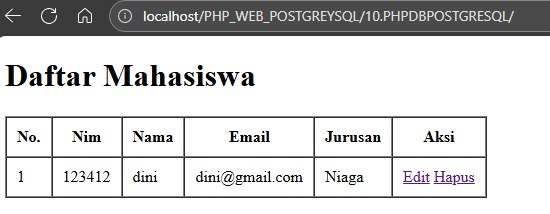 localhost/PHP_WEB_POSTGREYSQL/10.PHPDBPOSTGRESQL/
Daftar Mahasiswa
No. Nim Nama Email Jurusan Aksi
1 123412 dini dini@gmail.com Niaga Edit Hapus